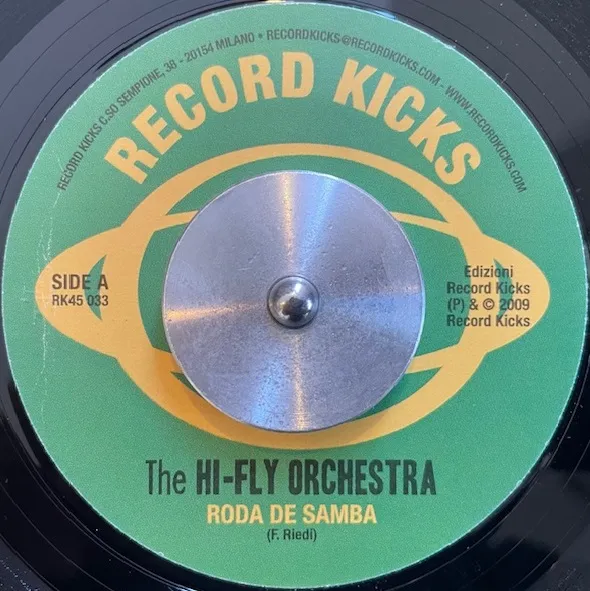 RECORD KICKS C.SO SEMPIONE, 38 - 20154 MILANO • RECORDKICKS@RECORDKICKS.COM - WWW.RECORDKICKS.COM
RECORD KICKS
SIDE A
RK45 033
Edizioni
Record Kicks
(P) & © 2009
Record Kicks
The HI-FLY ORCHESTRA
RODA DE SAMBA
(F. Riedi)